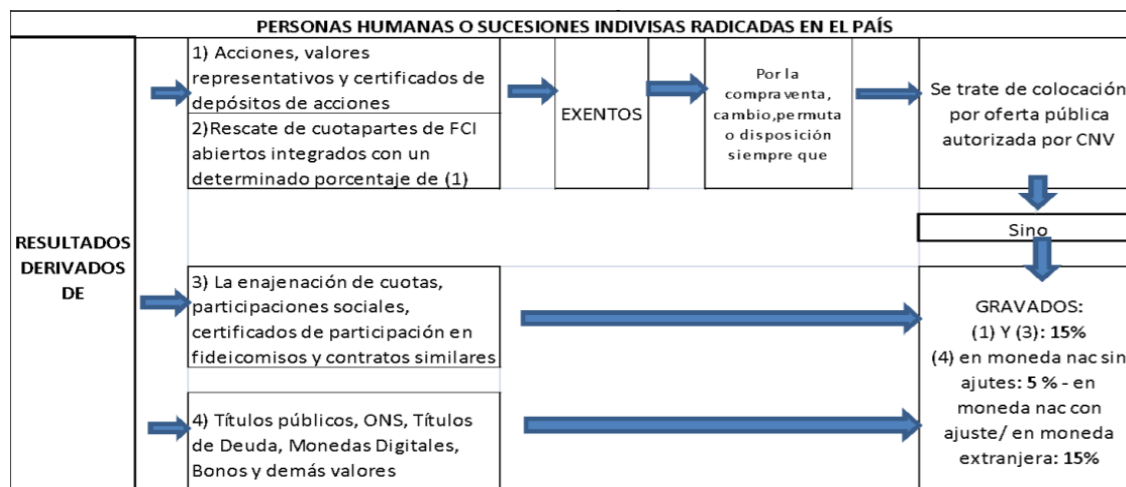 PERSONAS HUMANAS O SUCESIONES INDIVISAS RADICADAS EN EL PAÍS
RESULTADOS
DERIVADOS
DE
1) Acciones, valores
representativos y certificados de
depósitos de acciones
2)Rescate de cuotapartes de FCI
abiertos integrados con un
determinado porcentaje de (1)
EXENTOS
Por la
compraventa,
cambio,permuta
o disposición
siempre que
Se trate de colocación
por oferta pública
autorizada por CNV
Sino
3) La enajenación de cuotas,
participaciones sociales,
certificados de participación en
fideicomisos y contratos similares
4) Títulos públicos, ONS, Títulos
de Deuda, Monedas Digitales,
Bonos y demás valores
GRAVADOS:
(1) Y (3): 15%
(4) en moneda nac sin
ajutes: 5 % - en
moneda nac con
ajuste/ en moneda
extranjera: 15%